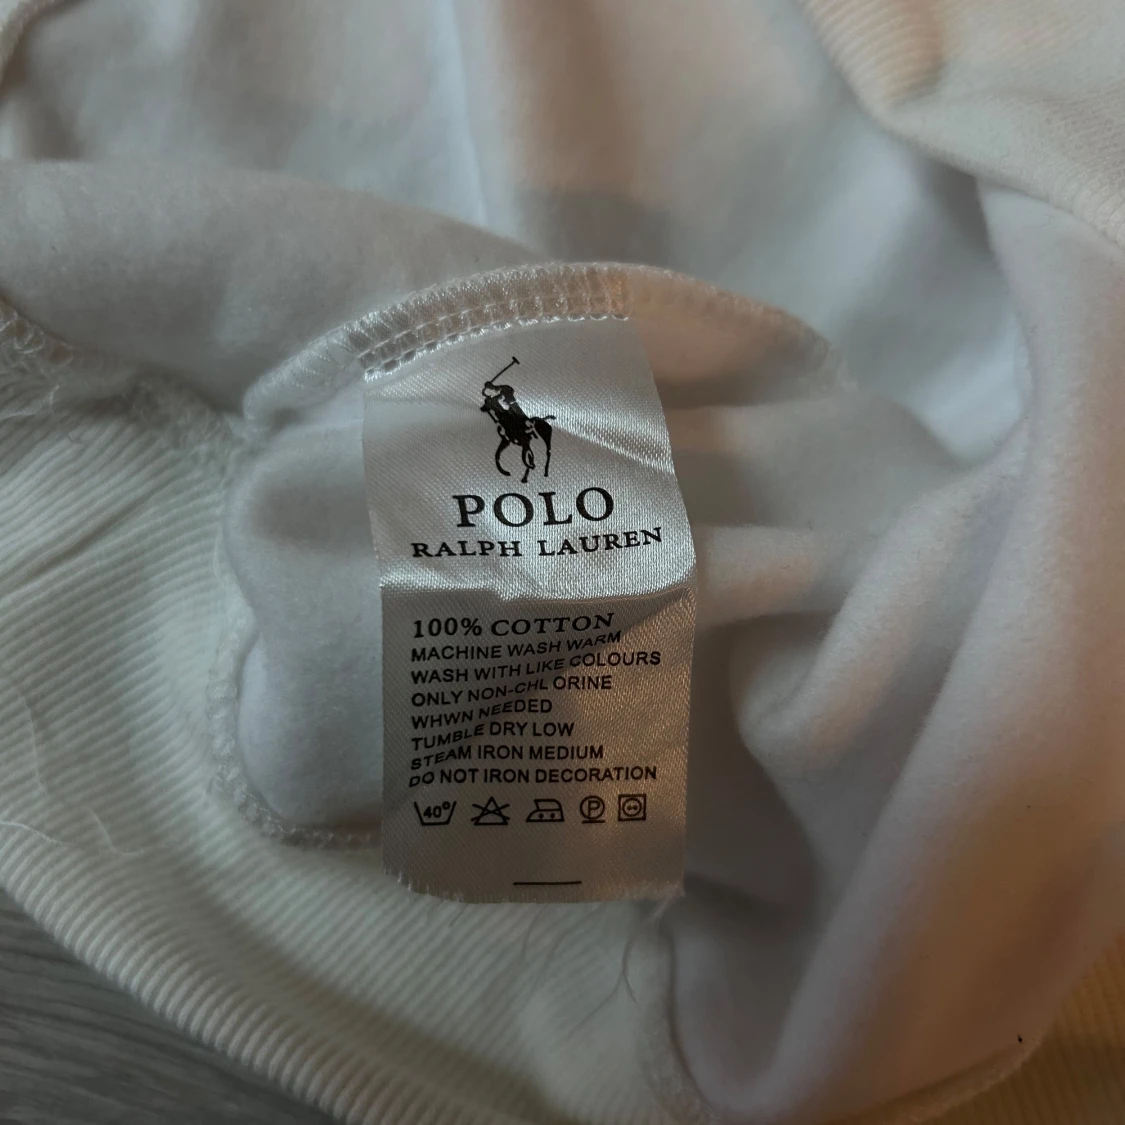 POLO
RALPH LAUREN
100% COTTON
MACHINE WASH WARM
WASH WITH LIKE COLOURS
ONLY NON-CHL ORINE
WHWN NEEDED
TUMBLE DRY LOW
STEAM IRON MEDIUM
DO NOT IRON DECORATION
40° P